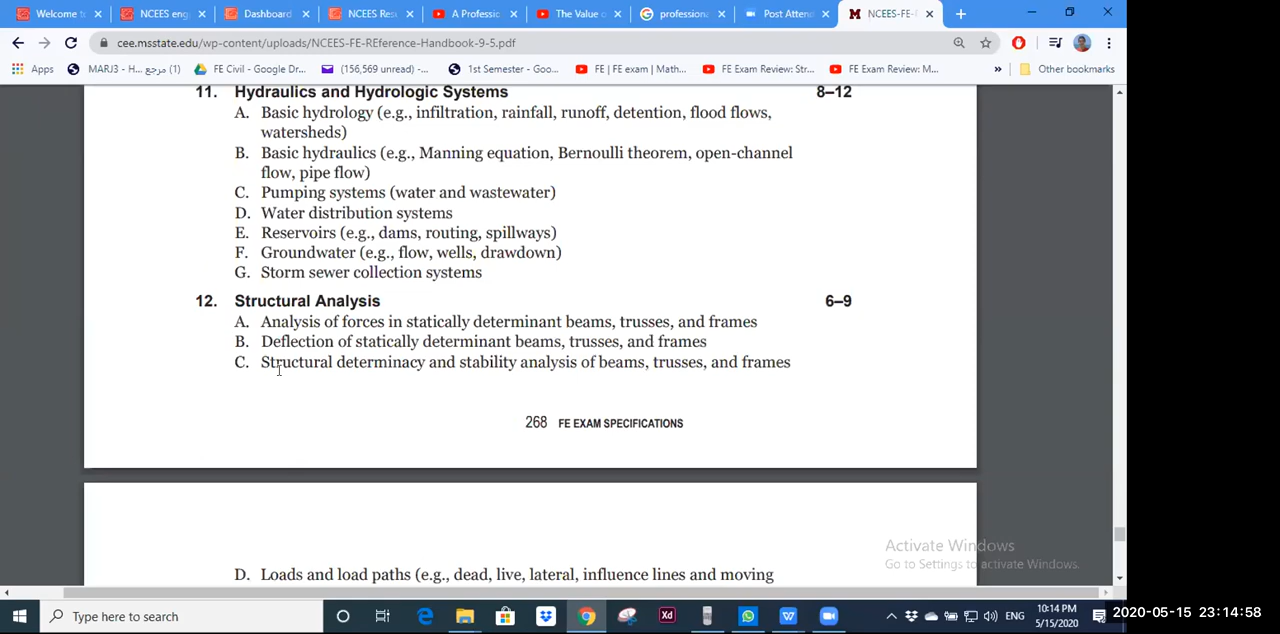 Welcome t
NCEES eng
Dashboard
NCEES Res
A Professic
The Value o
professiona
Post Attend
NCEES-FE-R
cee.msstate.edu/wp-content/uploads/NCEES-FE-REference-Handbook-9-5.pdf
Apps
MARJ3 - H... مرجع (1)
FE Civil - Google Dr...
(156,569 unread) -...
1st Semester - Goo...
FE | FE exam | Math...
FE Exam Review: Str...
FE Exam Review: M...
»
Other bookmarks
11. Hydraulics and Hydrologic Systems 8–12
A. Basic hydrology (e.g., infiltration, rainfall, runoff, detention, flood flows,
watersheds)
B. Basic hydraulics (e.g., Manning equation, Bernoulli theorem, open-channel
flow, pipe flow)
C. Pumping systems (water and wastewater)
D. Water distribution systems
E. Reservoirs (e.g., dams, routing, spillways)
F. Groundwater (e.g., flow, wells, drawdown)
G. Storm sewer collection systems
12. Structural Analysis 6–9
A. Analysis of forces in statically determinant beams, trusses, and frames
B. Deflection of statically determinant beams, trusses, and frames
C. Structural determinacy and stability analysis of beams, trusses, and frames
268 FE EXAM SPECIFICATIONS
Activate Windows
Go to Settings to activate Windows.
D. Loads and load paths (e.g., dead, live, lateral, influence lines and moving
Type here to search
Xd
W
ENG
10:14 PM
5/15/2020
2020-05-15 23:14:58